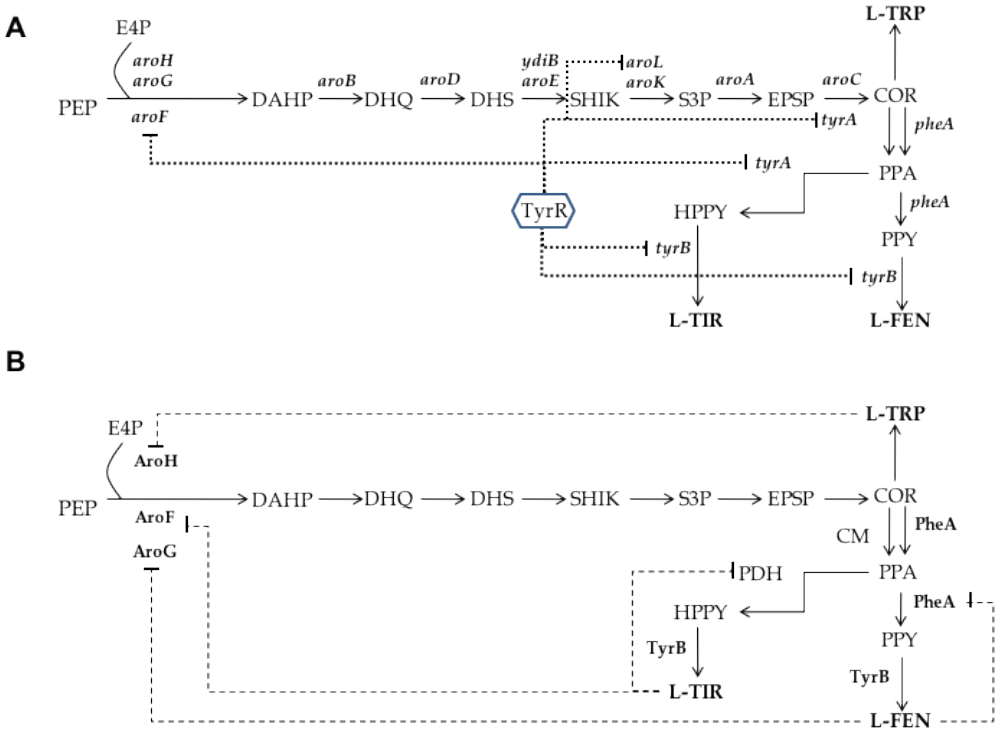 A
L-TRP
E4P
aroH
aroG
ydiB
aroL
aroB
aroD
aroE
aroK
aroA
aroC
PEP
DAHP
DHQ
DHS
SHIK
S3P
EPSP
COR
aroF
tyrA
pheA
tyrA
PPA
TyrR
HPPY
pheA
PPY
tyrB
tyrB
L-TIR
L-FEN
B
L-TRP
E4P
AroH
PEP
DAHP
DHQ
DHS
SHIK
S3P
EPSP
COR
AroF
CM
PheA
AroG
PDH
PPA
HPPY
PheA
TyrB
PPY
TyrB
L-TIR
L-FEN